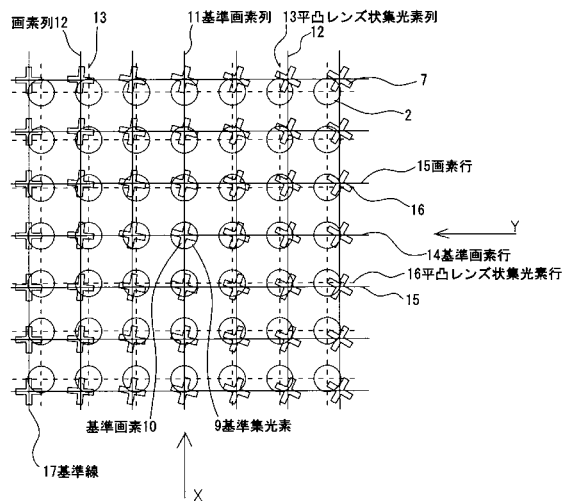 11基準画素列
13平凸レンズ状集光素列
画素列12
13
12
7
2
15画素行
16
Y
14基準画素行
16平凸レンズ状集光素行
15
基準画素10
9基準集光素
17基準線
X